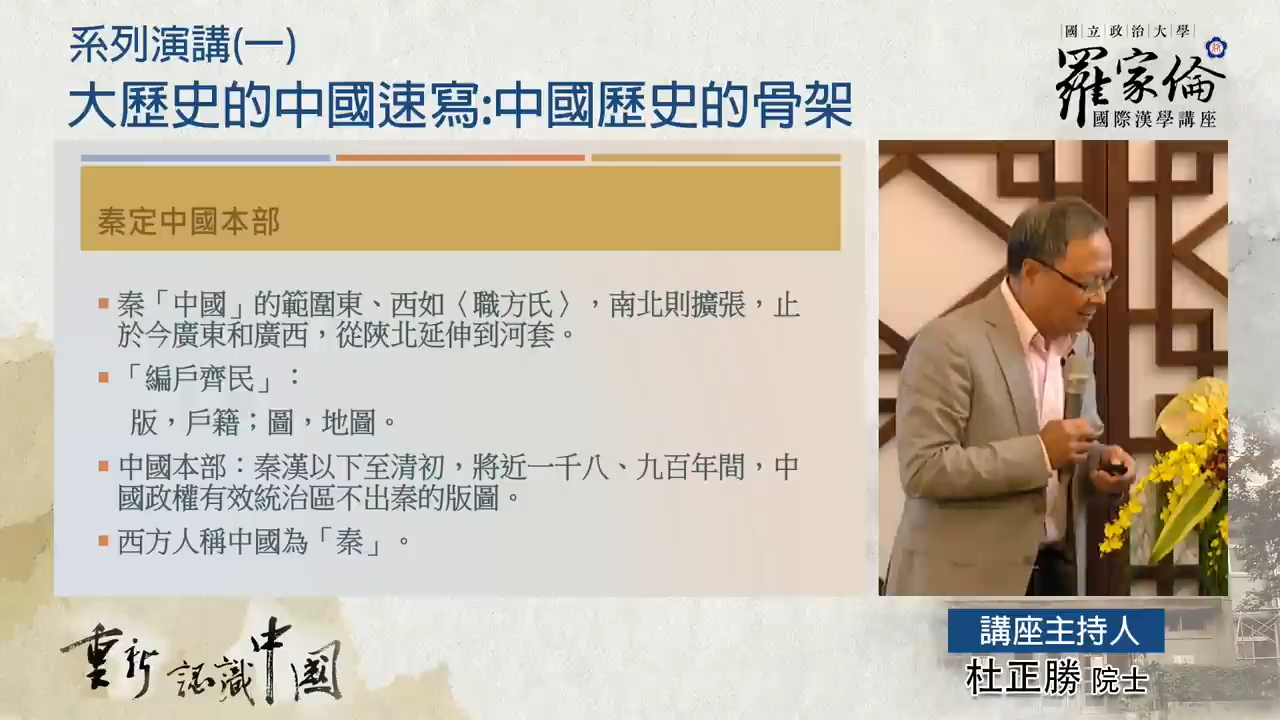 系列演講(一)
大歷史的中國速寫:中國歷史的骨架
國立政治大學
羅家倫
國際漢學講座
秦定中國本部
秦「中國」的範圍東、西如〈職方氏〉，南北則擴張，止
於今廣東和廣西，從陝北延伸到河套。
「編戶齊民」：
版，戶籍；圖，地圖。
中國本部：秦漢以下至清初，將近一千八、九百年間，中
國政權有效統治區不出秦的版圖。
西方人稱中國為「秦」。
重新認識中國
講座主持人
杜正勝 院士